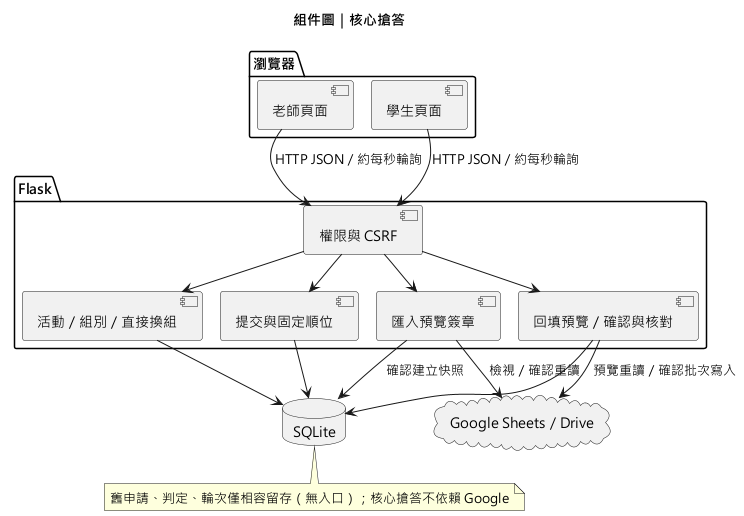 組件圖 | 核心搶答
瀏覽器
老師頁面
學生頁面
HTTP JSON / 約每秒輪詢
HTTP JSON / 約每秒輪詢
Flask
權限與 CSRF
活動 / 組別 / 直接換組
提交與固定順位
匯入預覽簽章
回填預覽 / 確認與核對
確認建立快照
檢視 / 確認重讀
預覽重讀 / 確認批次寫入
SQLite
Google Sheets / Drive
舊申請、判定、輪次僅相容留存（無入口）；核心搶答不依賴 Google